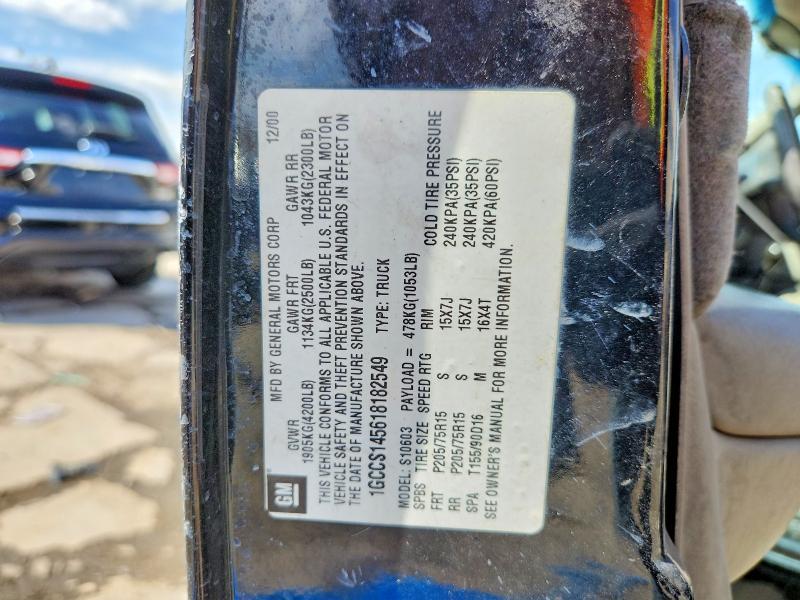 GM
MFD BY GENERAL MOTORS CORP 12/00
GVWR GAWR FRT GAWR RR
1905KG(4200LB) 1134KG(2500LB) 1043KG(2300LB)
THIS VEHICLE CONFORMS TO ALL APPLICABLE U.S. FEDERAL MOTOR
VEHICLE SAFETY AND THEFT PREVENTION STANDARDS IN EFFECT ON
THE DATE OF MANUFACTURE SHOWN ABOVE.
1GCCS145618182549 TYPE: TRUCK
MODEL: S10603 PAYLOAD = 478KG(1053LB)
SPBS TIRE SIZE SPEED RTG RIM COLD TIRE PRESSURE
FRT P205/75R15 S 15X7J 240KPA(35PSI)
RR P205/75R15 S 15X7J 240KPA(35PSI)
SPA T155/90D16 M 16X4T 420KPA(60PSI)
SEE OWNER'S MANUAL FOR MORE INFORMATION.